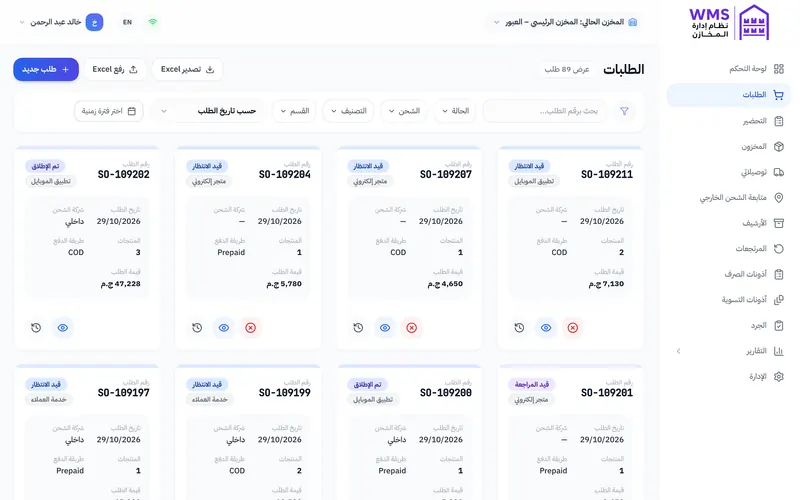 WMS
نظام إدارة
المخازن
المخزن الحالي: المخزن الرئيسي – العبور
EN
خ
خالد عبد الرحمن
لوحة التحكم
الطلبات
التحضير
المخزون
توصيلاتي
متابعة الشحن الخارجي
الأرشيف
المرتجعات
أذونات الصرف
أذونات التسوية
الجرد
التقارير
الإدارة
الطلبات
عرض 89 طلب
تصدير Excel
رفع Excel
طلب جديد
بحث برقم الطلب...
الحالة
الشحن
التصنيف
القسم
حسب تاريخ الطلب
اختر فترة زمنية
رقم الطلب
SO-109211
قيد الانتظار
تطبيق الموبايل
تاريخ الطلب
29/10/2026
شركة الشحن
—
المنتجات
2
طريقة الدفع
COD
قيمة الطلب
7,130 ج.م
رقم الطلب
SO-109207
قيد الانتظار
متجر إلكتروني
تاريخ الطلب
29/10/2026
شركة الشحن
—
المنتجات
1
طريقة الدفع
COD
قيمة الطلب
4,650 ج.م
رقم الطلب
SO-109204
قيد الانتظار
متجر إلكتروني
تاريخ الطلب
29/10/2026
شركة الشحن
—
المنتجات
1
طريقة الدفع
Prepaid
قيمة الطلب
5,780 ج.م
رقم الطلب
SO-109202
تم الإطلاق
تطبيق الموبايل
تاريخ الطلب
29/10/2026
شركة الشحن
داخلي
المنتجات
3
طريقة الدفع
COD
قيمة الطلب
47,228 ج.م
رقم الطلب
SO-109201
قيد المراجعة
متجر إلكتروني
تاريخ الطلب
29/10/2026
شركة الشحن
—
المنتجات
1
طريقة الدفع
Prepaid
رقم الطلب
SO-109200
تم الإطلاق
تطبيق الموبايل
تاريخ الطلب
29/10/2026
شركة الشحن
داخلي
المنتجات
1
طريقة الدفع
Prepaid
رقم الطلب
SO-109199
قيد الانتظار
خدمة العملاء
تاريخ الطلب
29/10/2026
شركة الشحن
داخلي
المنتجات
2
طريقة الدفع
COD
رقم الطلب
SO-109197
قيد الانتظار
خدمة العملاء
تاريخ الطلب
29/10/2026
شركة الشحن
داخلي
المنتجات
1
طريقة الدفع
Prepaid